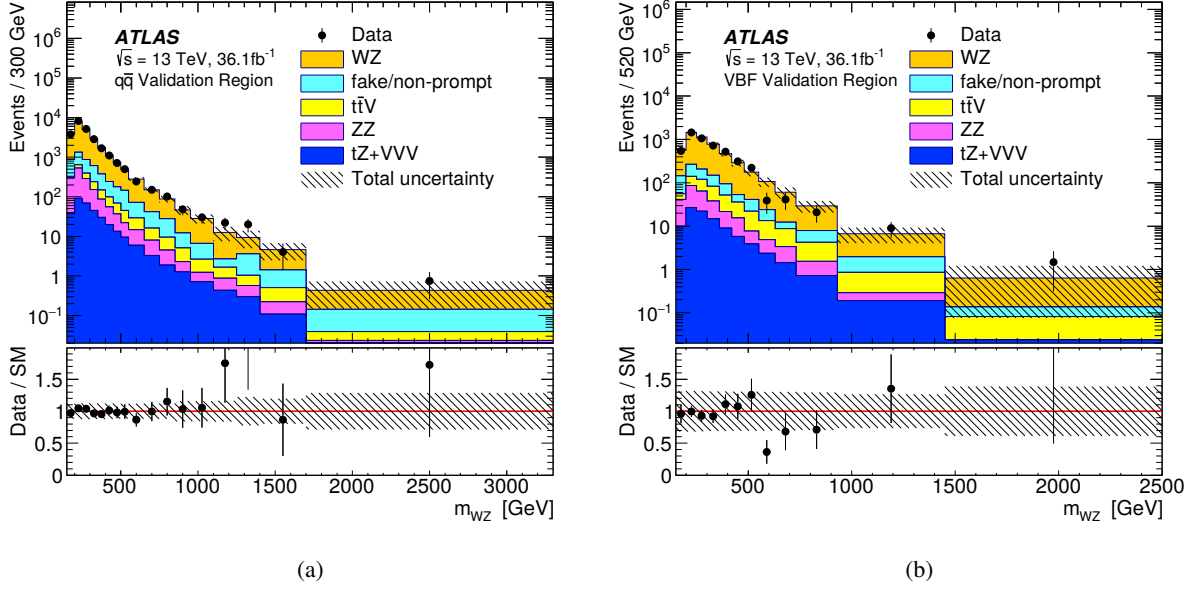 Events / 300 GeV
10⁶
10⁵
10⁴
10³
10²
10
1
10⁻¹
ATLAS
√s = 13 TeV, 36.1fb⁻¹
qq̅ Validation Region
Data
WZ
fake/non-prompt
tt̅V
ZZ
tZ+VVV
Total uncertainty
Data / SM
1.5
1
0.5
0
500 1000 1500 2000 2500 3000
m_WZ [GeV]
(a)
Events / 520 GeV
10⁶
10⁵
10⁴
10³
10²
10
1
10⁻¹
ATLAS
√s = 13 TeV, 36.1fb⁻¹
VBF Validation Region
Data
WZ
fake/non-prompt
tt̅V
ZZ
tZ+VVV
Total uncertainty
Data / SM
1.5
1
0.5
0
500 1000 1500 2000 2500
m_WZ [GeV]
(b)